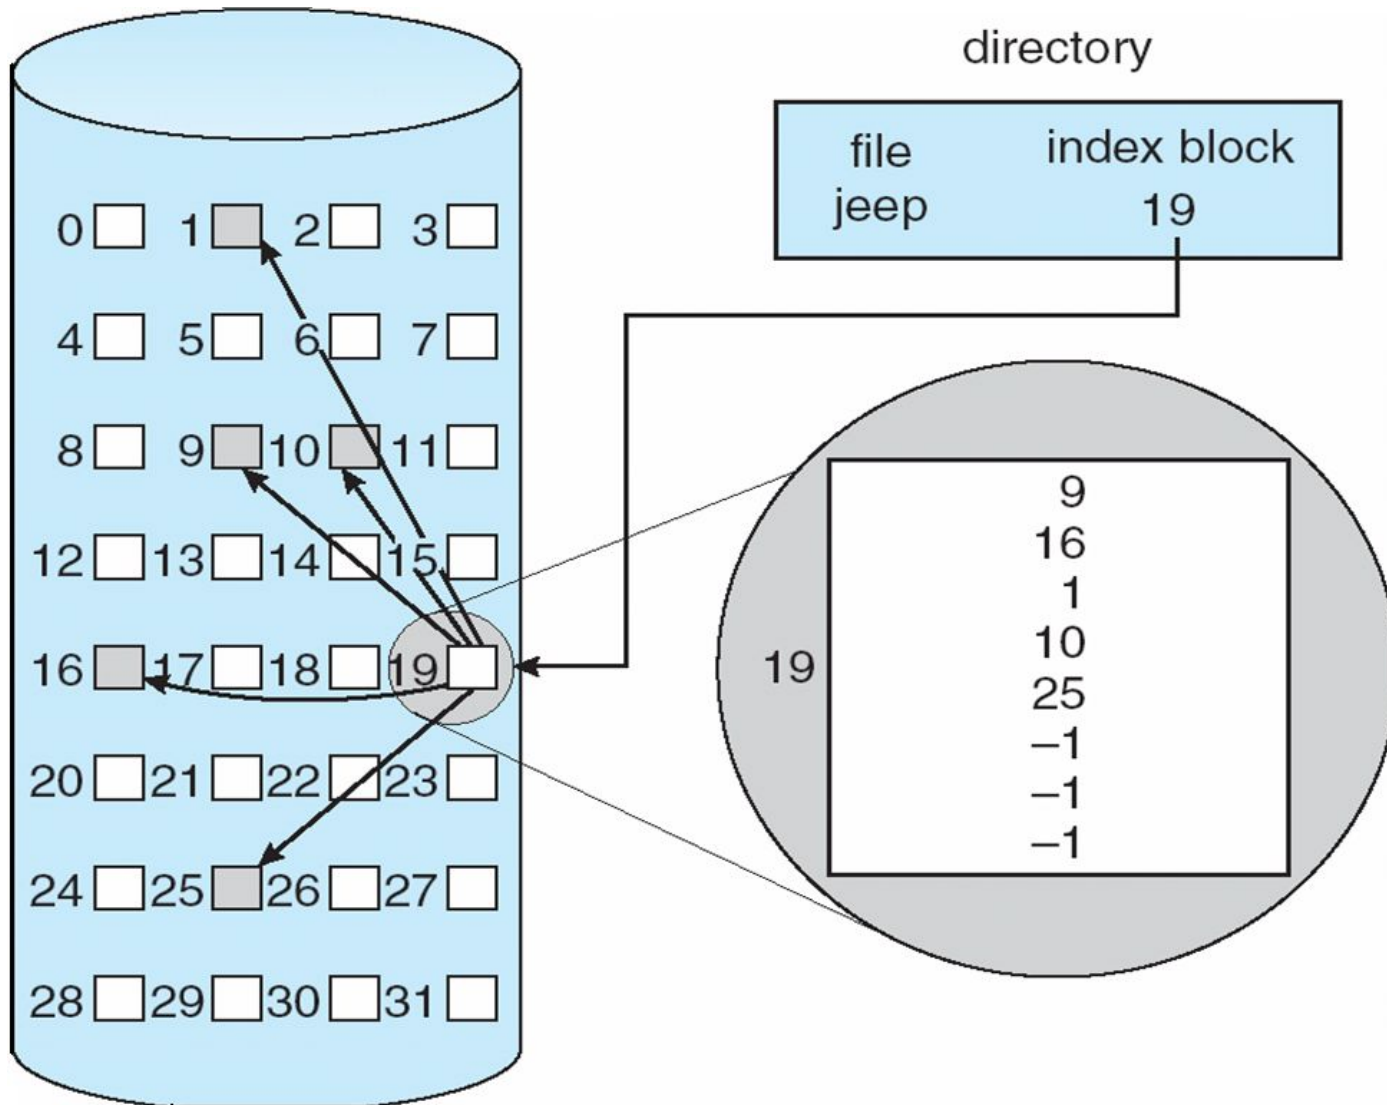 directory
file index block
jeep 19
0 1 2 3
4 5 6 7
8 9 10 11
12 13 14 15
16 17 18 19
20 21 22 23
24 25 26 27
28 29 30 31
19
9
16
1
10
25
–1
–1
–1